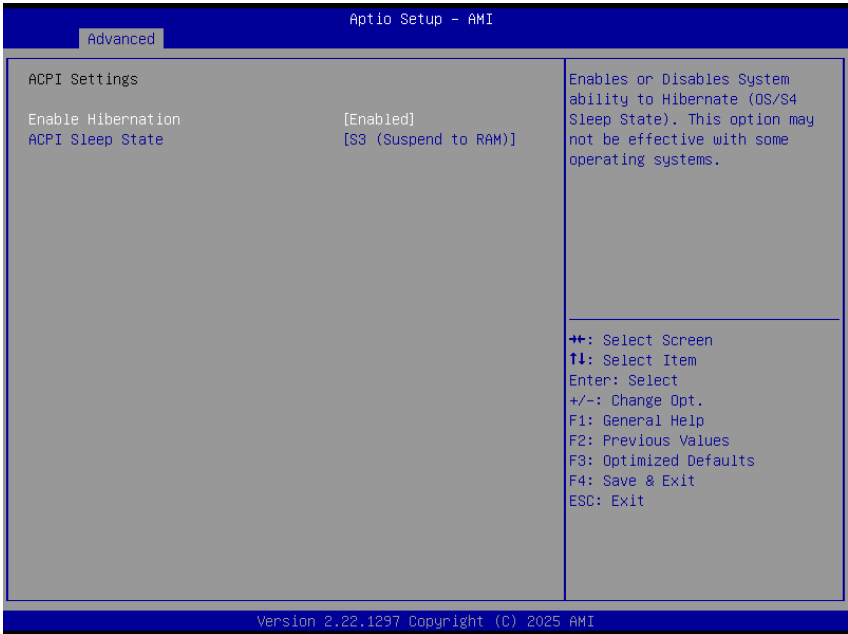 Aptio Setup – AMI
Advanced
ACPI Settings
Enable Hibernation [Enabled]
ACPI Sleep State [S3 (Suspend to RAM)]
Enables or Disables System
ability to Hibernate (OS/S4
Sleep State). This option may
not be effective with some
operating systems.
→←: Select Screen
↑↓: Select Item
Enter: Select
+/-: Change Opt.
F1: General Help
F2: Previous Values
F3: Optimized Defaults
F4: Save & Exit
ESC: Exit
Version 2.22.1297 Copyright (C) 2025 AMI